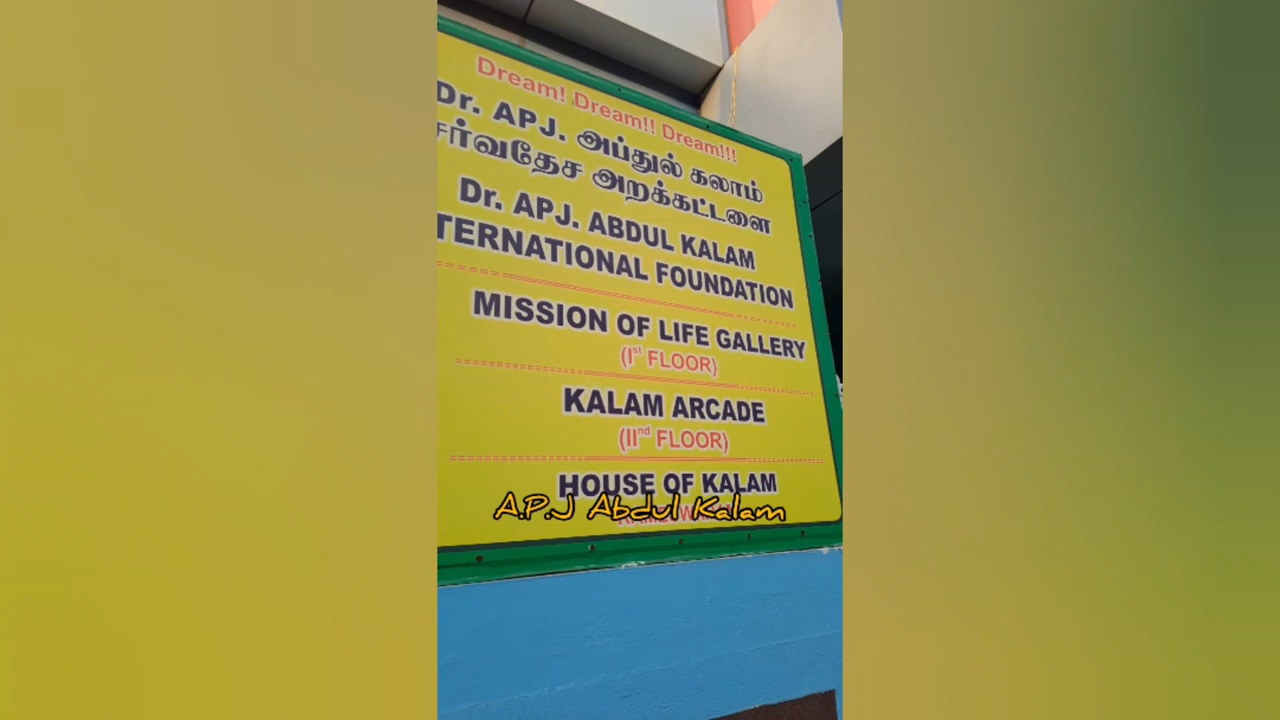 Dream! Dream!! Dream!!!
Dr. APJ. அப்துல் கலாம்
சர்வதேச அறக்கட்டளை
Dr. APJ. ABDUL KALAM
TERNATIONAL FOUNDATION
MISSION OF LIFE GALLERY
(Ist FLOOR)
KALAM ARCADE
(IInd FLOOR)
HOUSE OF KALAM
A.P.J Abdul Kalam